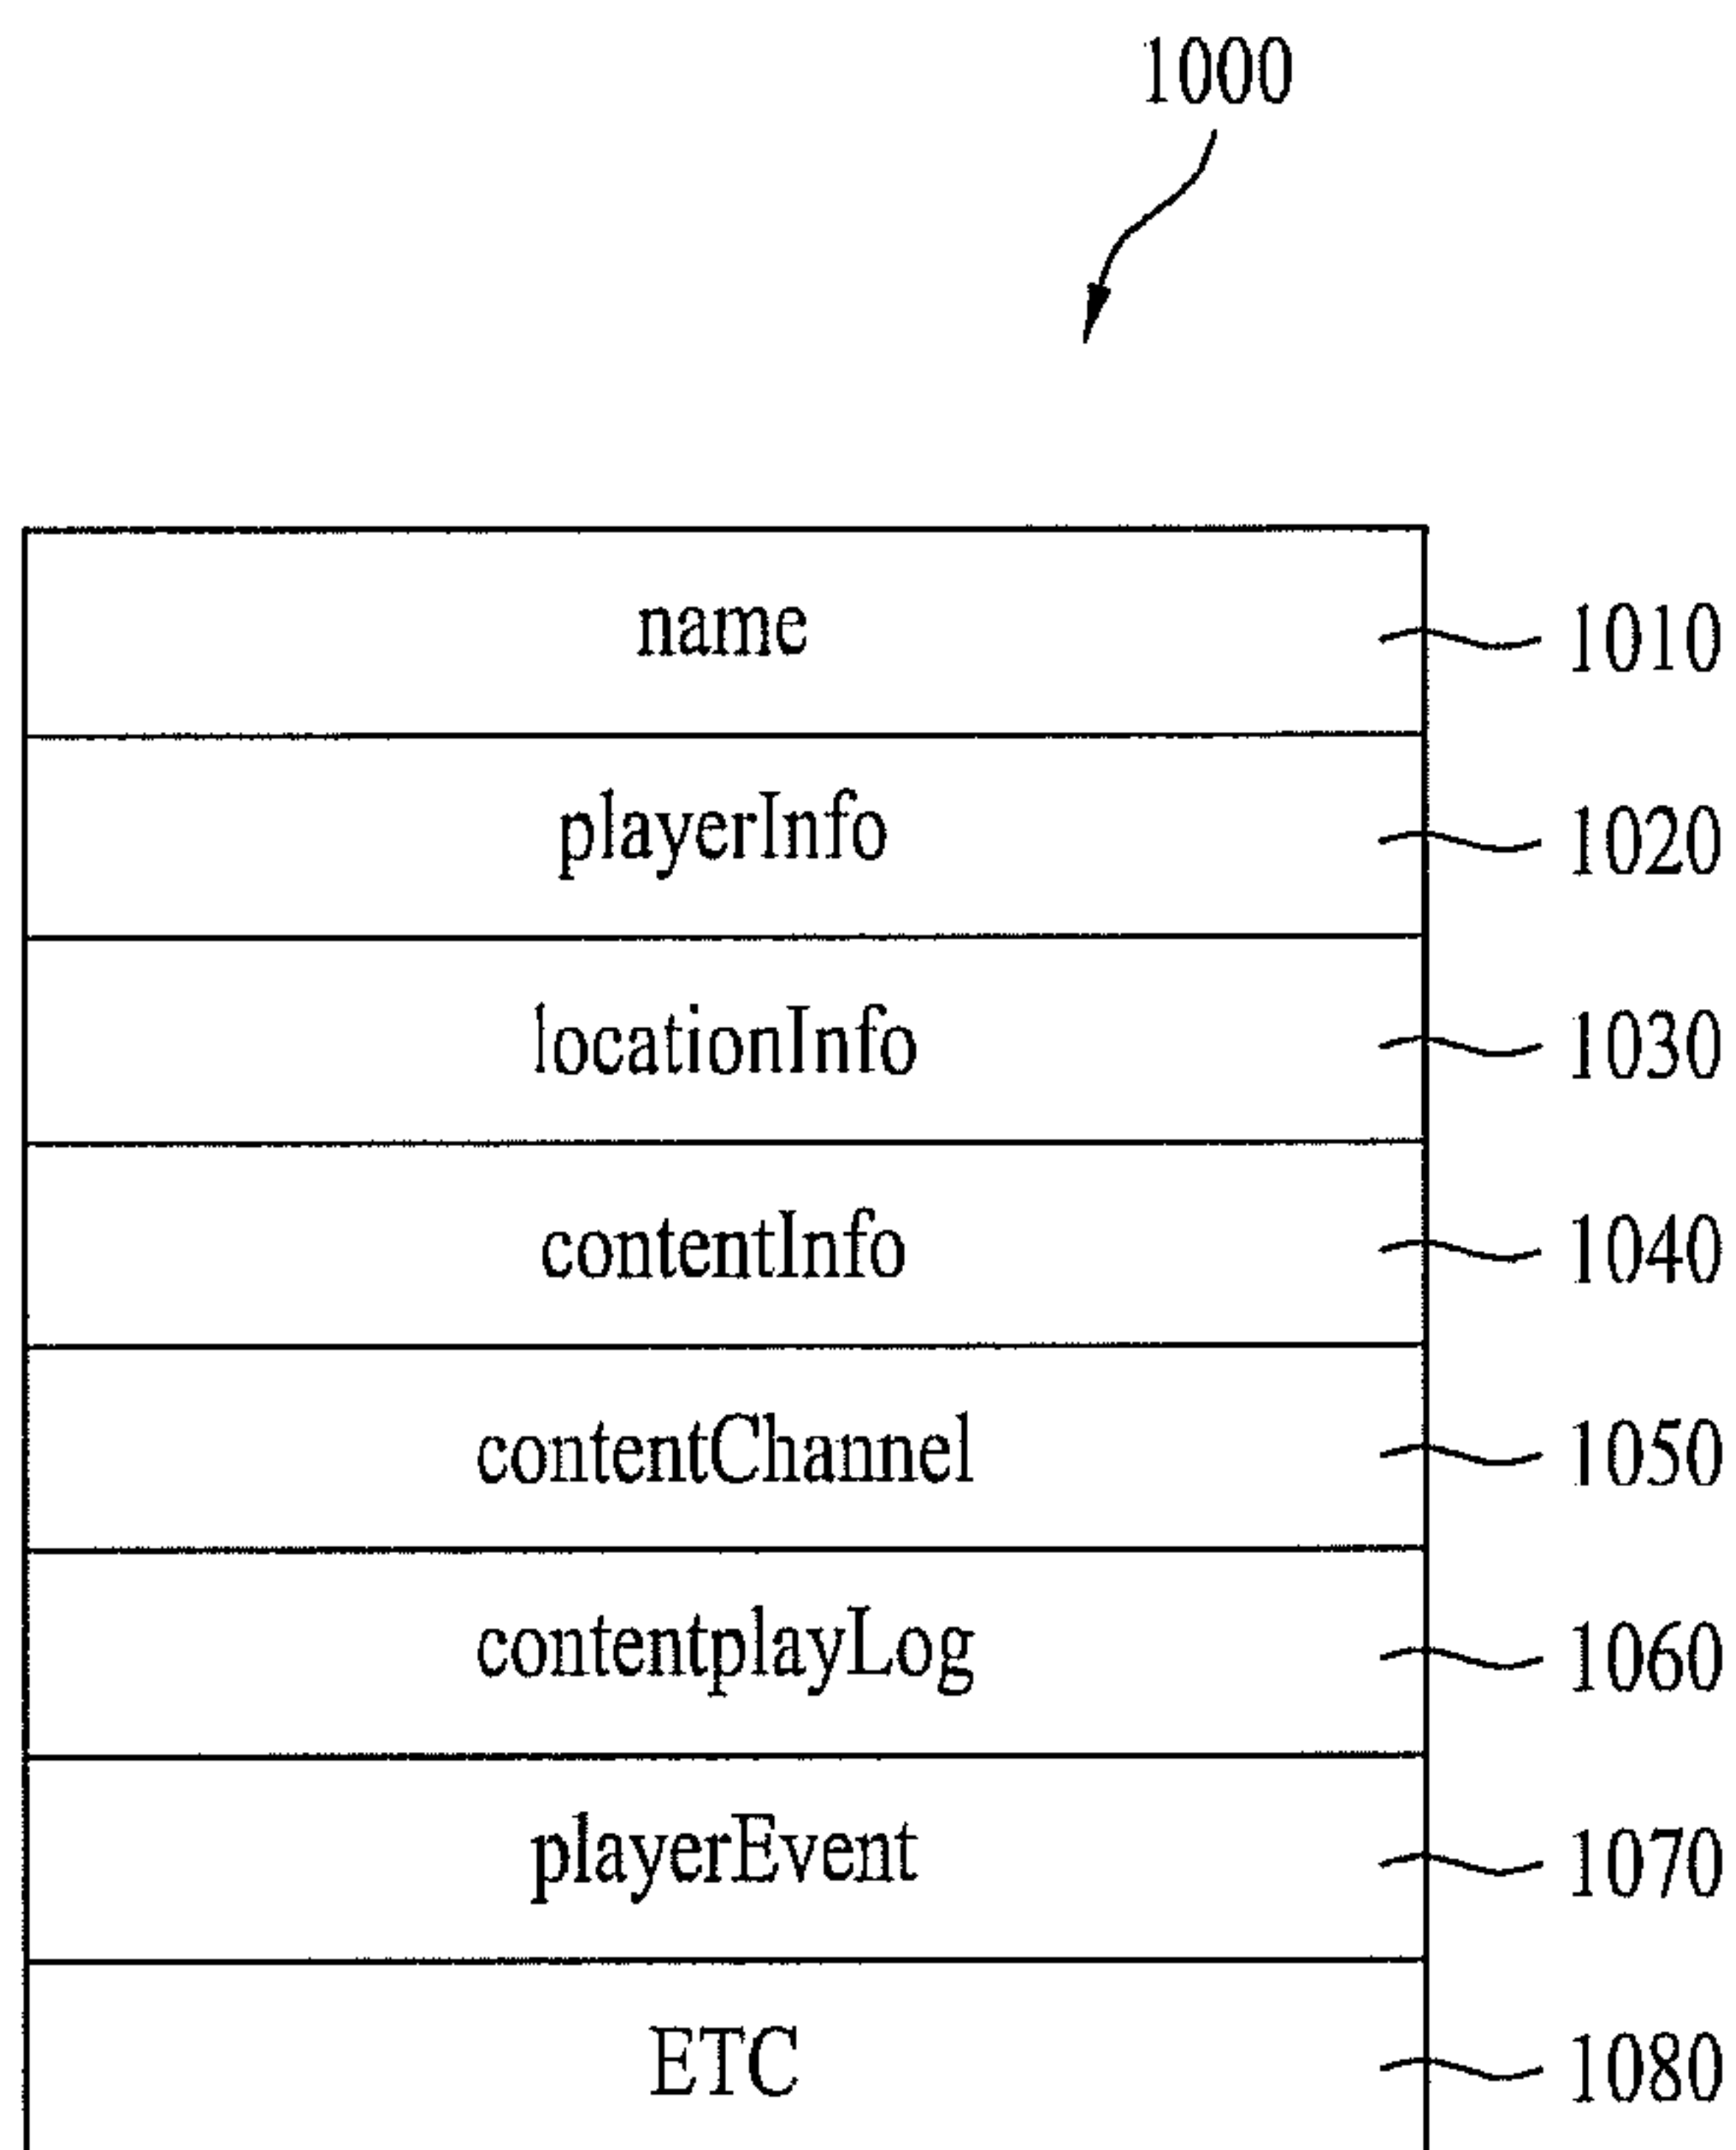 1000
name 1010
playerInfo 1020
locationInfo 1030
contentInfo 1040
contentChannel 1050
contentplayLog 1060
playerEvent 1070
ETC 1080